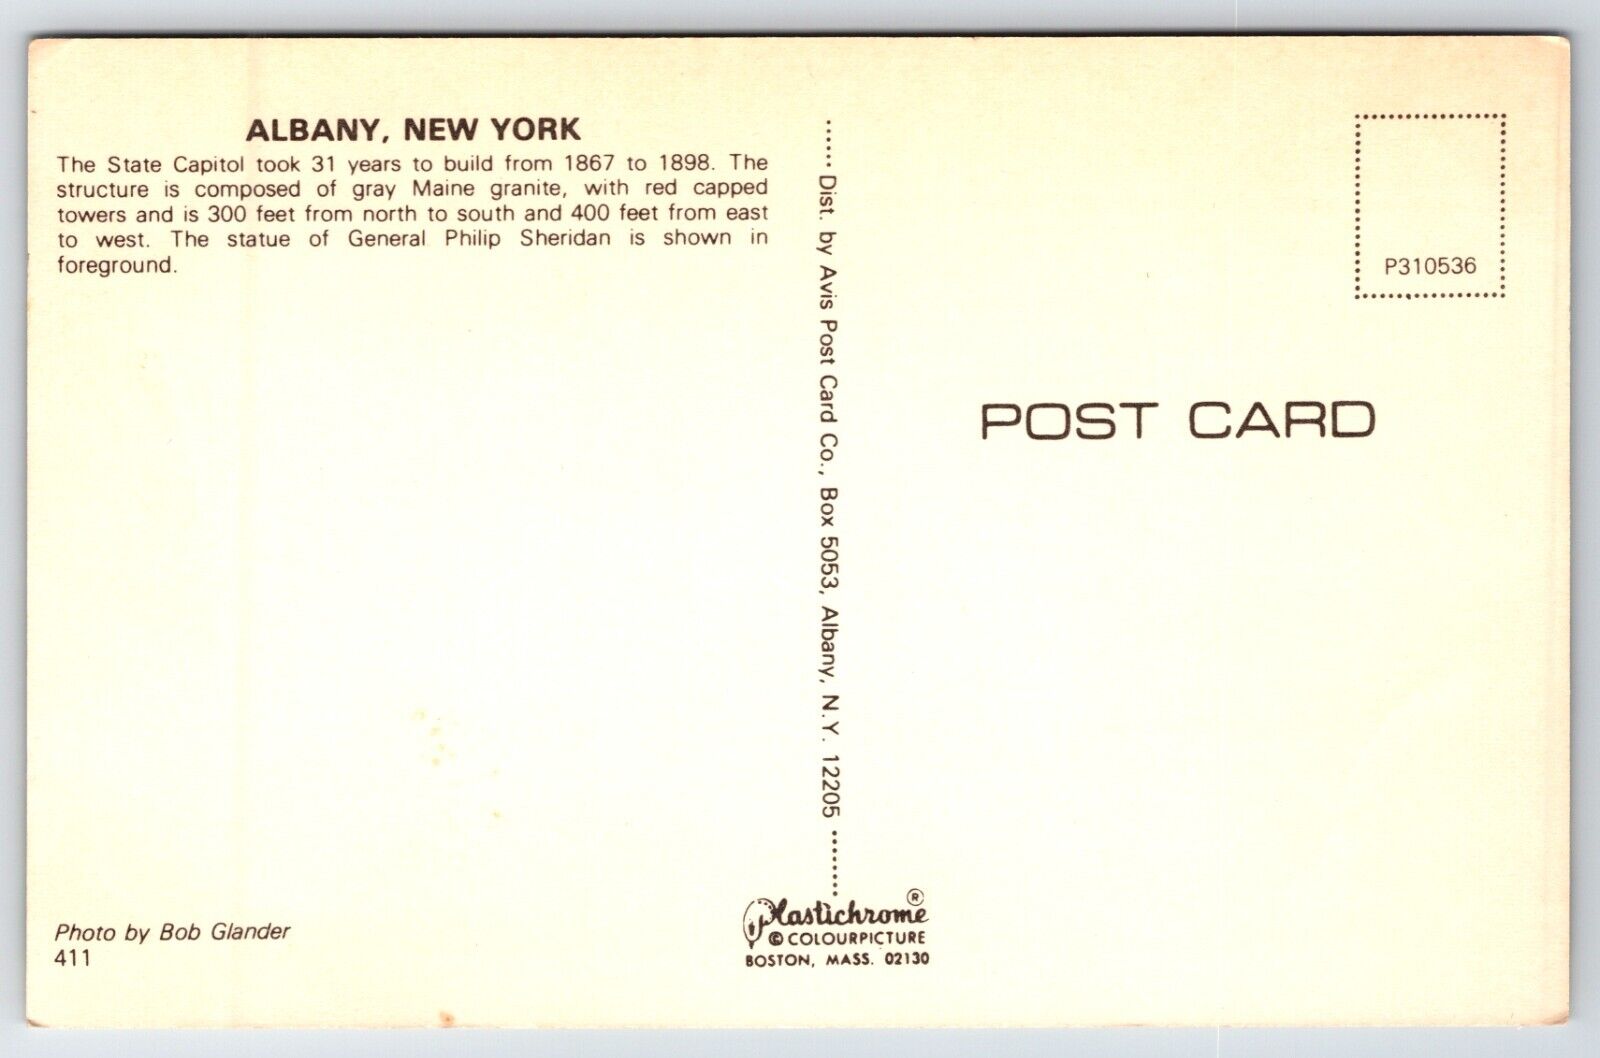 ALBANY, NEW YORK
The State Capitol took 31 years to build from 1867 to 1898. The
structure is composed of gray Maine granite, with red capped
towers and is 300 feet from north to south and 400 feet from east
to west. The statue of General Philip Sheridan is shown in
foreground.
Photo by Bob Glander
411
Dist. by Avis Post Card Co., Box 5053, Albany, N.Y. 12205
Plastichrome ®
© COLOURPICTURE
BOSTON, MASS. 02130
P310536
POST CARD